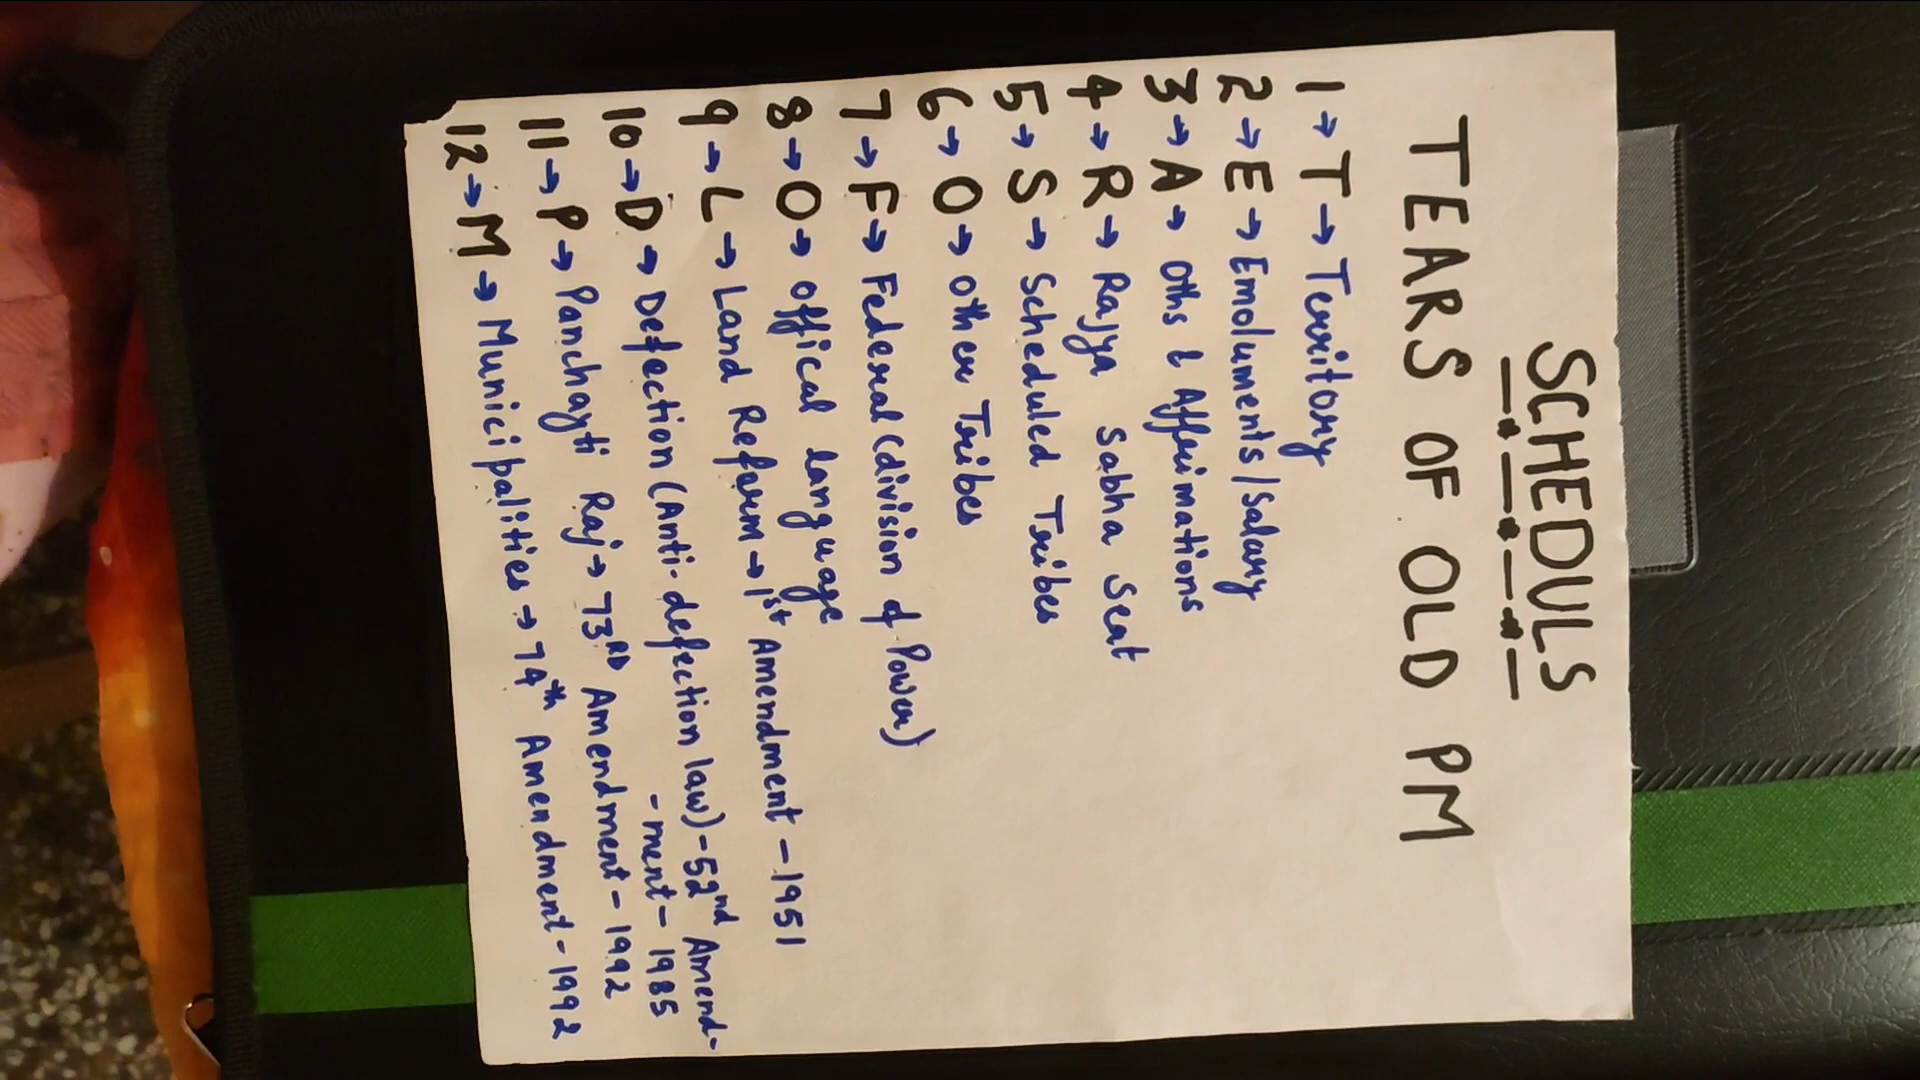 SCHEDULS
TEARS OF OLD PM
1 → T → Territory
2 → E → Emoluments/Salary
3 → A → Oths & Affirmations
4 → R → Rajya Sabha Seat
5 → S → Scheduled Tribes
6 → O → Other Tribes
7 → F → Federal (division of Power)
8 → O → Offical language
9 → L → Land Reform → 1st Amendment - 1951
10 → D → Defection (Anti-defection law) - 52nd Amend-
-ment - 1985
11 → P → Panchayti Raj → 73RD Amendment - 1992
12 → M → Municipalities → 74th Amendment - 1992